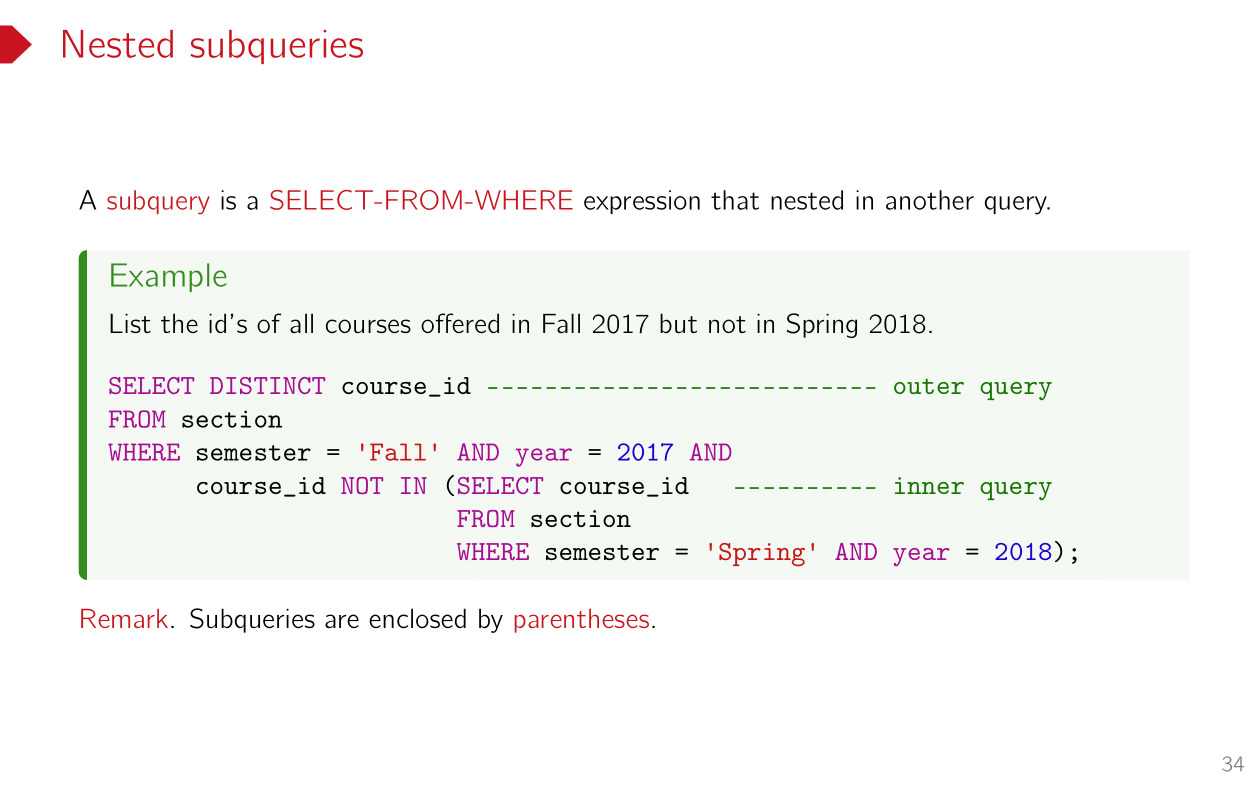 Nested subqueries
A subquery is a SELECT-FROM-WHERE expression that nested in another query.
Example
List the id's of all courses offered in Fall 2017 but not in Spring 2018.
SELECT DISTINCT course_id --------------------------- outer query
FROM section
WHERE semester = 'Fall' AND year = 2017 AND
      course_id NOT IN (SELECT course_id   ---------- inner query
                        FROM section
                        WHERE semester = 'Spring' AND year = 2018);
Remark. Subqueries are enclosed by parentheses.
34